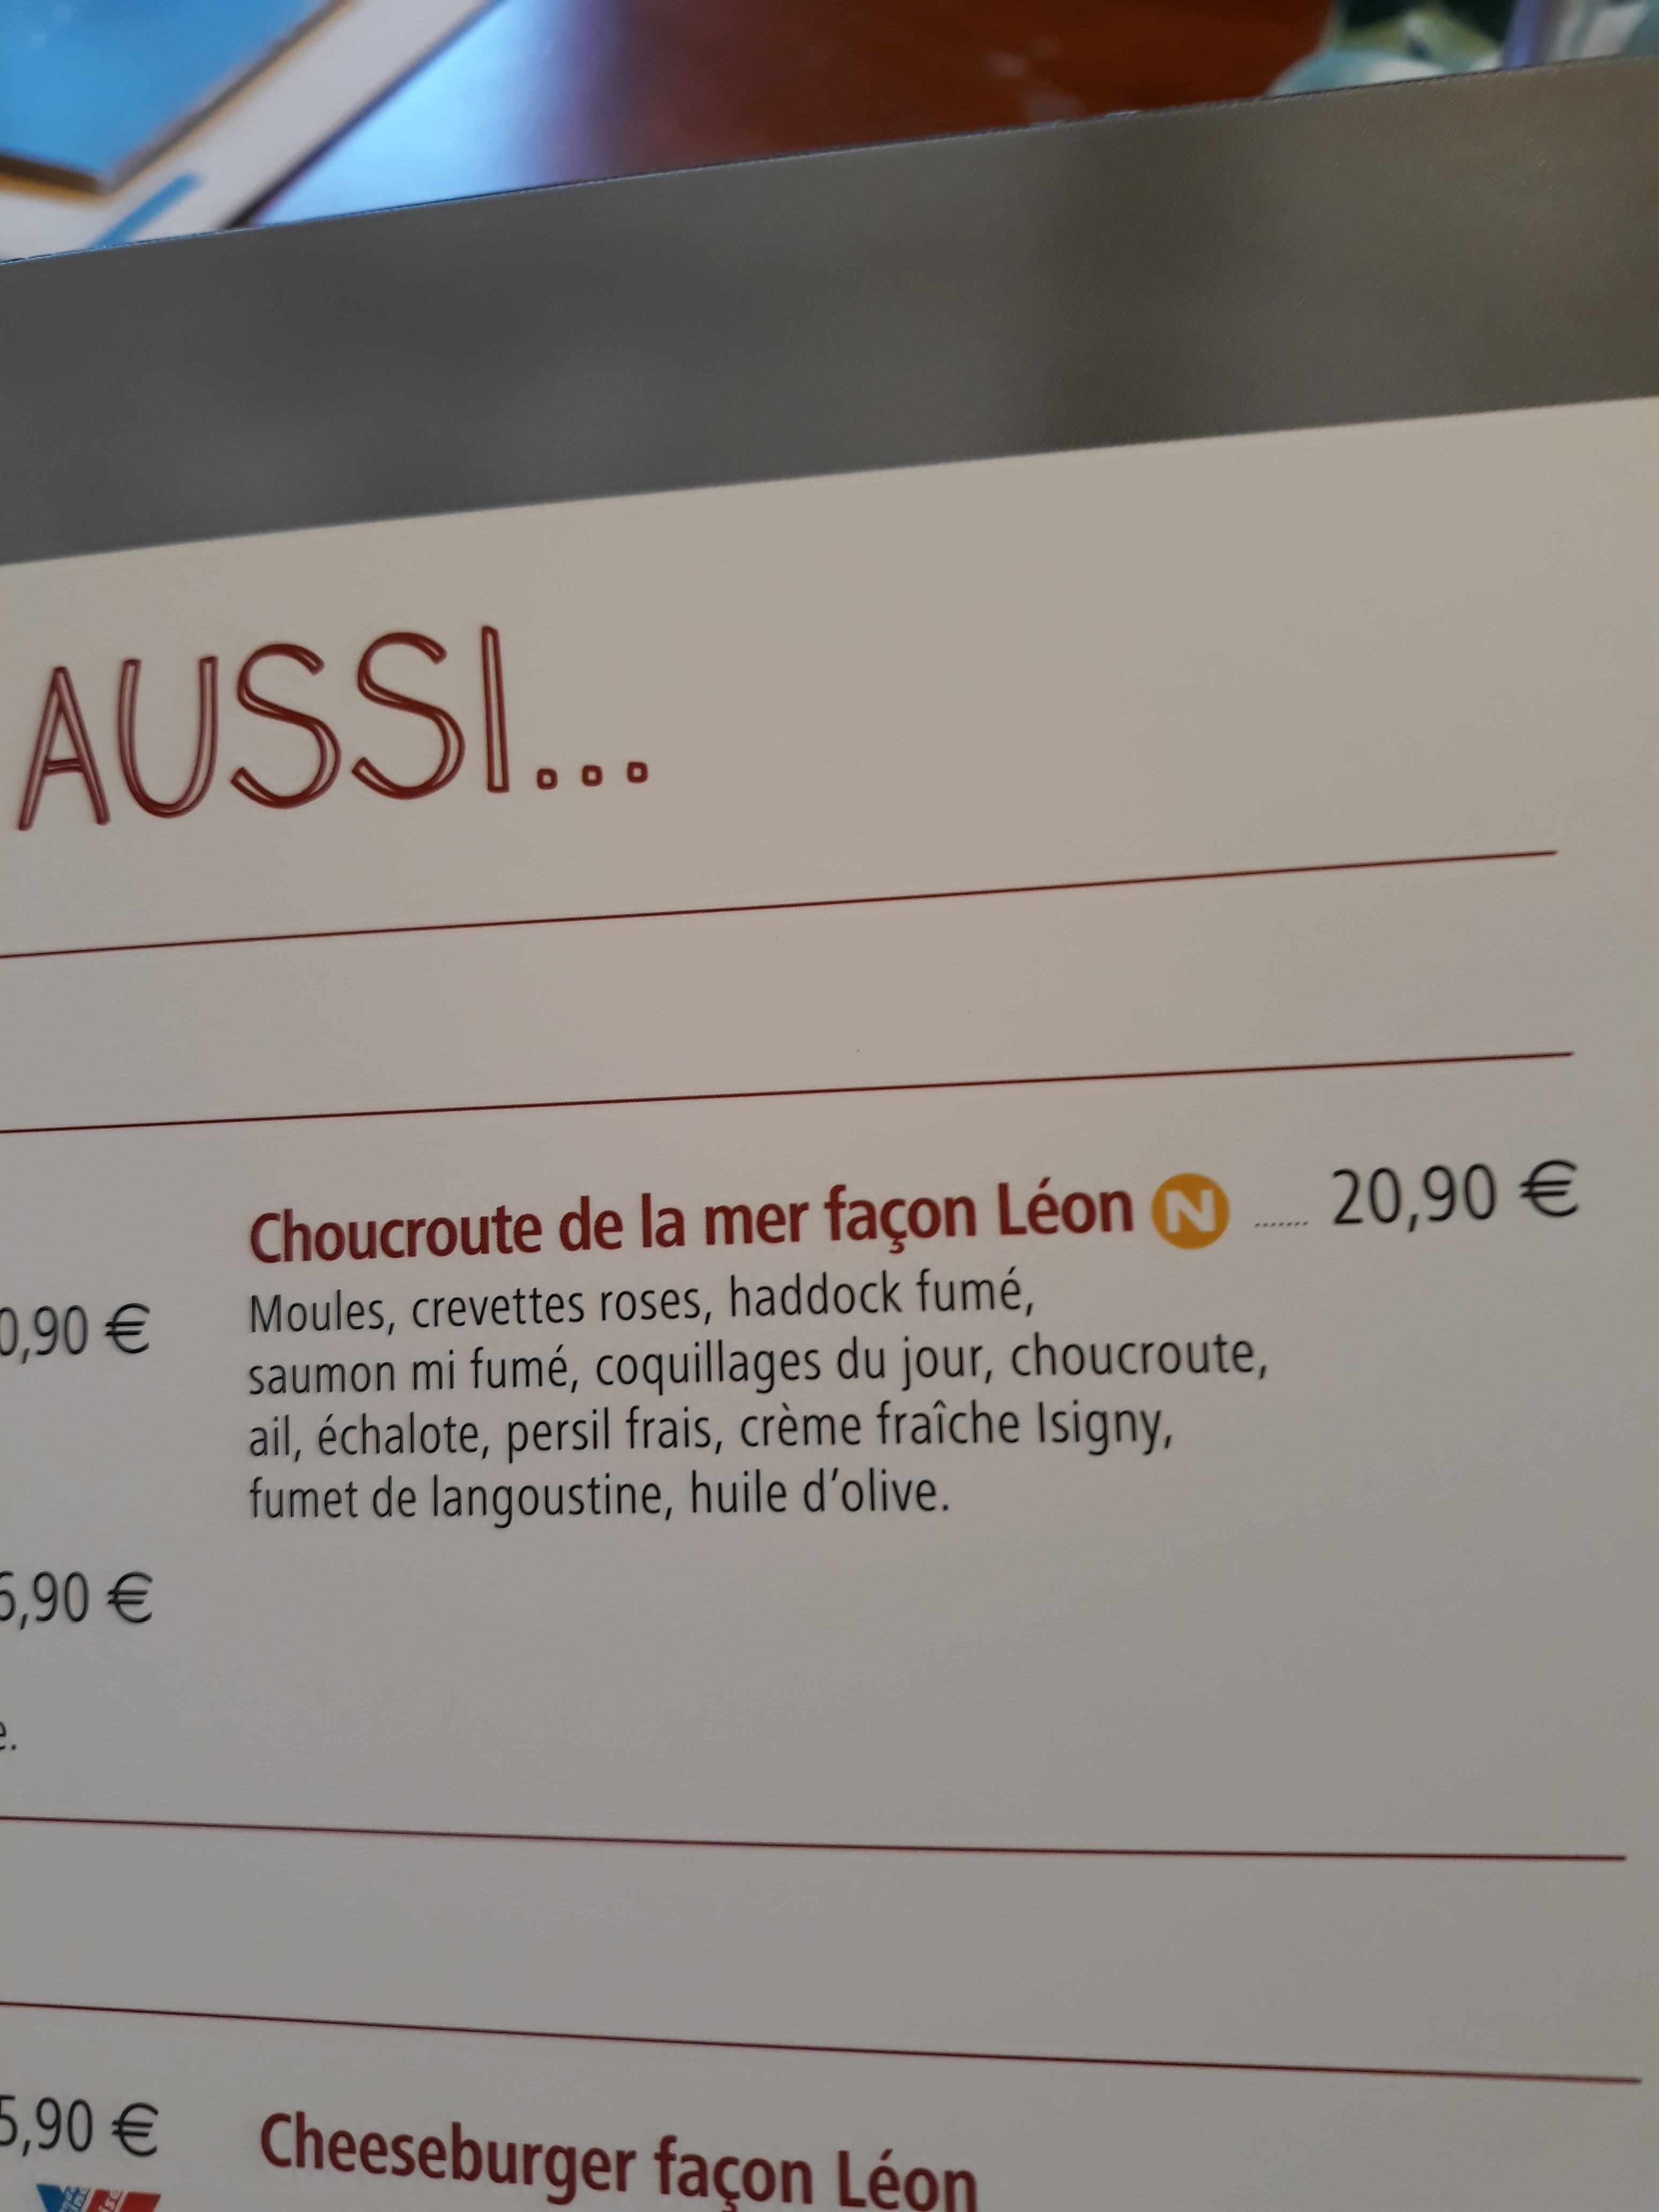 AUSSI...
Choucroute de la mer façon Léon N ....... 20,90 €
Moules, crevettes roses, haddock fumé,
0,90 €
saumon mi fumé, coquillages du jour, choucroute,
ail, échalote, persil frais, crème fraîche Isigny,
fumet de langoustine, huile d'olive.
6,90 €
e.
5,90 €
Cheeseburger façon Léon